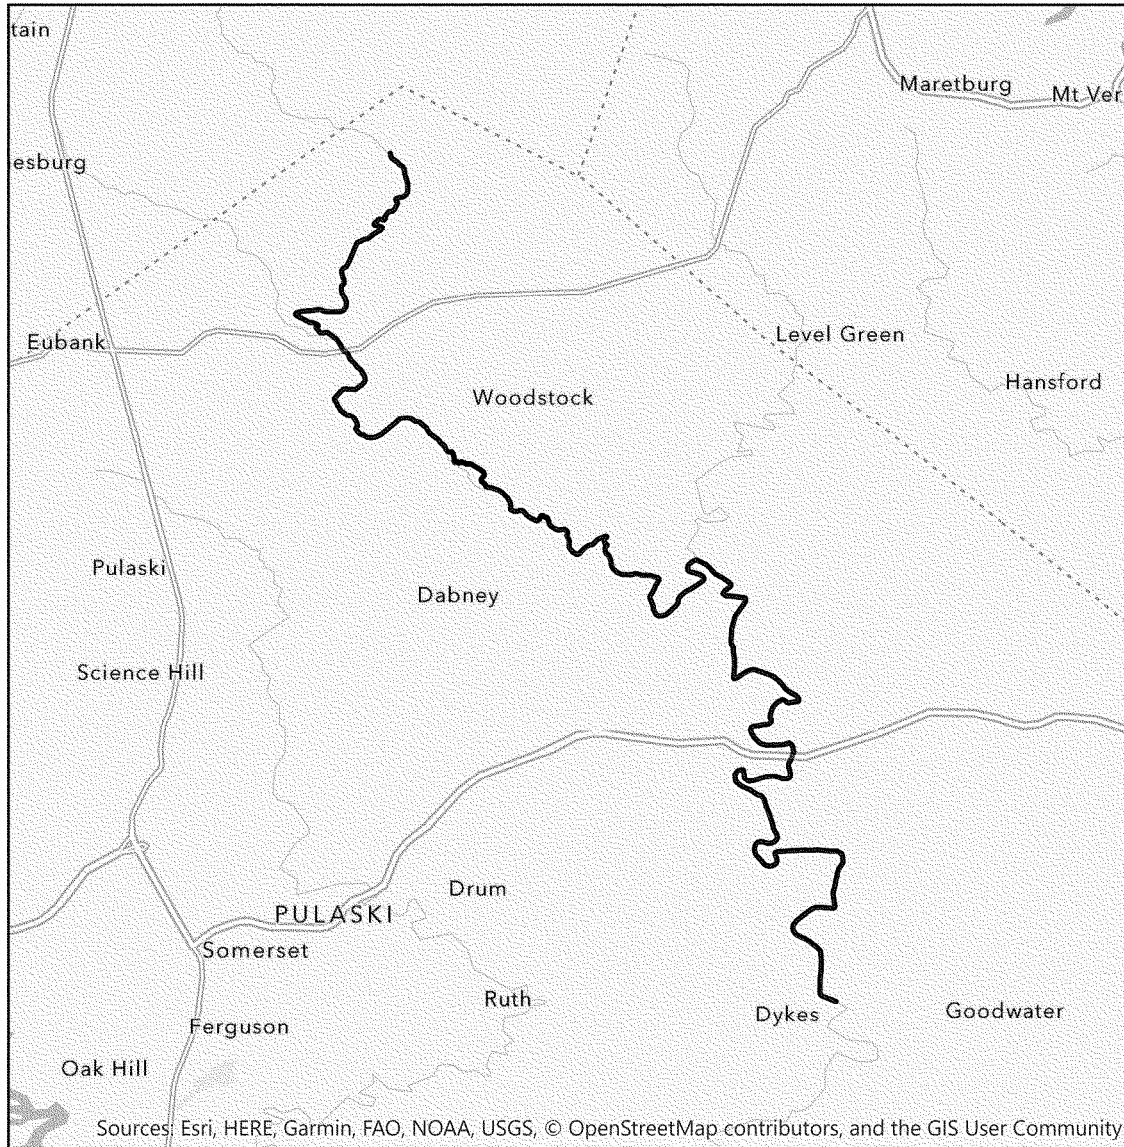 tain
Maretburg
Mt Ver
esburg
Eubank
Level Green
Hansford
Woodstock
Pulaski
Dabney
Science Hill
Drum
PULASKI
Somerset
Ruth
Dykes
Goodwater
Ferguson
Oak Hill
Sources: Esri, HERE, Garmin, FAO, NOAA, USGS, © OpenStreetMap contributors, and the GIS User Community